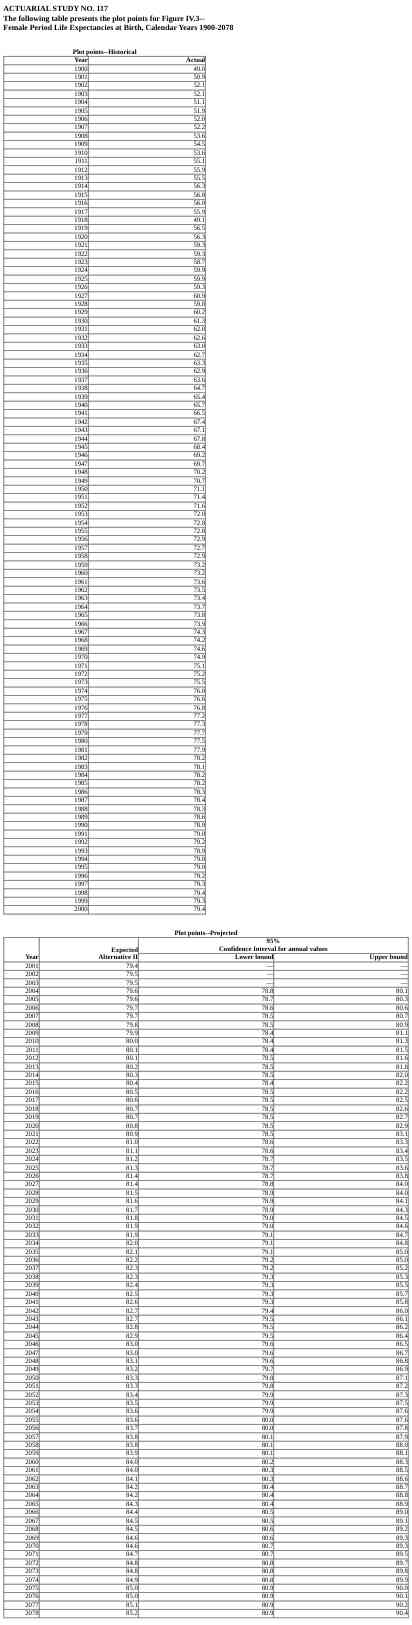 ACTUARIAL STUDY NO. 117
The following table presents the plot points for Figure IV.3--
Female Period Life Expectancies at Birth, Calendar Years 1900-2078
Plot points--Historical
Year Actual
1900 49.0
1901 50.9
1902 52.1
1903 52.1
1904 51.1
1905 51.9
1906 52.0
1907 52.2
1908 53.6
1909 54.5
1910 53.6
1911 55.1
1912 55.9
1913 55.5
1914 56.3
1915 56.8
1916 56.0
1917 55.9
1918 49.1
1919 56.5
1920 56.3
1921 59.3
1922 59.3
1923 58.7
1924 59.9
1925 59.9
1926 59.3
1927 60.9
1928 59.8
1929 60.2
1930 61.3
1931 62.0
1932 62.6
1933 63.0
1934 62.7
1935 63.3
1936 62.9
1937 63.6
1938 64.7
1939 65.4
1940 65.7
1941 66.5
1942 67.4
1943 67.1
1944 67.8
1945 68.4
1946 69.2
1947 69.7
1948 70.2
1949 70.7
1950 71.1
1951 71.4
1952 71.6
1953 72.0
1954 72.8
1955 72.8
1956 72.9
1957 72.7
1958 72.9
1959 73.2
1960 73.2
1961 73.6
1962 73.5
1963 73.4
1964 73.7
1965 73.8
1966 73.9
1967 74.3
1968 74.2
1969 74.6
1970 74.9
1971 75.1
1972 75.2
1973 75.5
1974 76.0
1975 76.6
1976 76.8
1977 77.2
1978 77.3
1979 77.7
1980 77.5
1981 77.9
1982 78.2
1983 78.1
1984 78.2
1985 78.2
1986 78.3
1987 78.4
1988 78.3
1989 78.6
1990 78.9
1991 79.0
1992 79.2
1993 78.9
1994 79.0
1995 79.0
1996 79.2
1997 79.3
1998 79.4
1999 79.3
2000 79.4
Plot points--Projected
95%
Expected Confidence Interval for annual values
Year Alternative II Lower bound Upper bound
2001 79.4 — —
2002 79.5 — —
2003 79.5 — —
2004 79.6 78.8 80.1
2005 79.6 78.7 80.3
2006 79.7 78.6 80.6
2007 79.7 78.5 80.7
2008 79.8 78.5 80.9
2009 79.9 78.4 81.1
2010 80.0 78.4 81.3
2011 80.1 78.4 81.5
2012 80.1 78.5 81.6
2013 80.2 78.5 81.8
2014 80.3 78.5 82.0
2015 80.4 78.4 82.2
2016 80.5 78.5 82.2
2017 80.6 78.5 82.5
2018 80.7 78.5 82.6
2019 80.7 78.5 82.7
2020 80.8 78.5 82.9
2021 80.9 78.5 83.1
2022 81.0 78.6 83.3
2023 81.1 78.6 83.4
2024 81.2 78.7 83.5
2025 81.3 78.7 83.6
2026 81.4 78.7 83.8
2027 81.4 78.8 84.0
2028 81.5 78.9 84.0
2029 81.6 78.9 84.1
2030 81.7 78.9 84.3
2031 81.8 79.0 84.5
2032 81.9 79.0 84.6
2033 81.9 79.1 84.7
2034 82.0 79.1 84.8
2035 82.1 79.1 85.0
2036 82.2 79.2 85.0
2037 82.3 79.2 85.2
2038 82.3 79.3 85.3
2039 82.4 79.3 85.5
2040 82.5 79.3 85.7
2041 82.6 79.3 85.8
2042 82.7 79.4 86.0
2043 82.7 79.5 86.1
2044 82.8 79.5 86.2
2045 82.9 79.5 86.4
2046 83.0 79.6 86.5
2047 83.0 79.6 86.7
2048 83.1 79.6 86.8
2049 83.2 79.7 86.9
2050 83.3 79.8 87.1
2051 83.3 79.8 87.2
2052 83.4 79.9 87.3
2053 83.5 79.9 87.5
2054 83.6 79.9 87.6
2055 83.6 80.0 87.6
2056 83.7 80.0 87.8
2057 83.8 80.1 87.9
2058 83.8 80.1 88.0
2059 83.9 80.1 88.1
2060 84.0 80.2 88.3
2061 84.0 80.3 88.5
2062 84.1 80.3 88.6
2063 84.2 80.4 88.7
2064 84.2 80.4 88.8
2065 84.3 80.4 88.9
2066 84.4 80.5 89.0
2067 84.5 80.5 89.1
2068 84.5 80.6 89.2
2069 84.6 80.6 89.3
2070 84.6 80.7 89.3
2071 84.7 80.7 89.5
2072 84.8 80.8 89.7
2073 84.8 80.8 89.8
2074 84.9 80.8 89.9
2075 85.0 80.9 90.0
2076 85.0 80.9 90.1
2077 85.1 80.9 90.2
2078 85.2 80.9 90.4